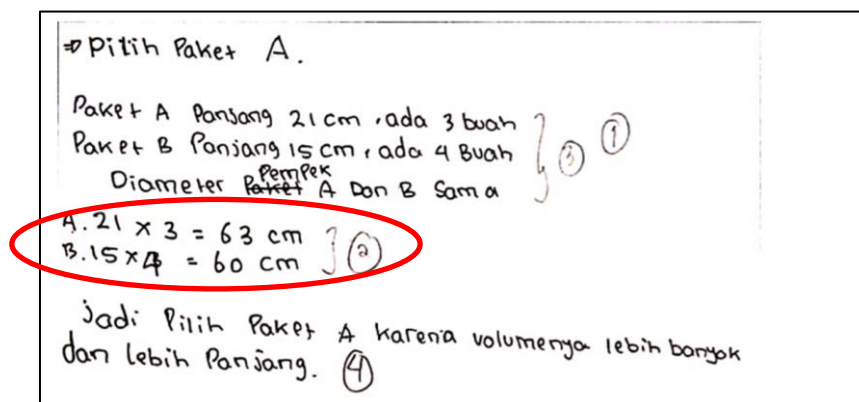 ⇒ Pilih Paket A.
Paket A Panjang 21 cm, ada 3 buah
Paket B Panjang 15 cm, ada 4 Buah } ③ ①
Pempek
Diameter Paket A Dan B Sama
A. 21 × 3 = 63 cm
B. 15 × 4 = 60 cm } ②
Jadi Pilih Paket A karena volumenya lebih banyak
dan lebih Panjang. ④